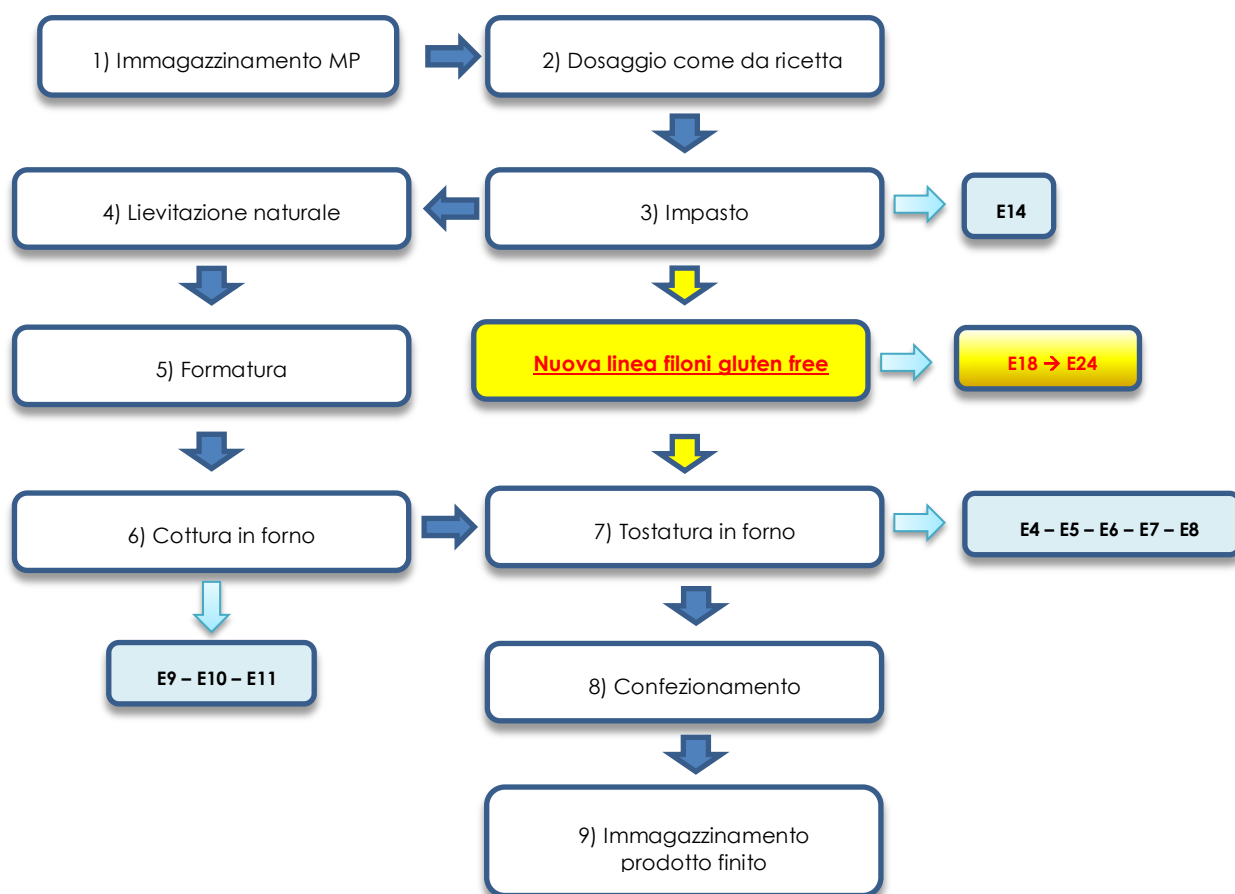 1) Immagazzinamento MP
2) Dosaggio come da ricetta
4) Lievitazione naturale
3) Impasto
E14
5) Formatura
Nuova linea filoni gluten free
E18 → E24
6) Cottura in forno
7) Tostatura in forno
E4 – E5 – E6 – E7 – E8
E9 – E10 – E11
8) Confezionamento
9) Immagazzinamento
prodotto finito